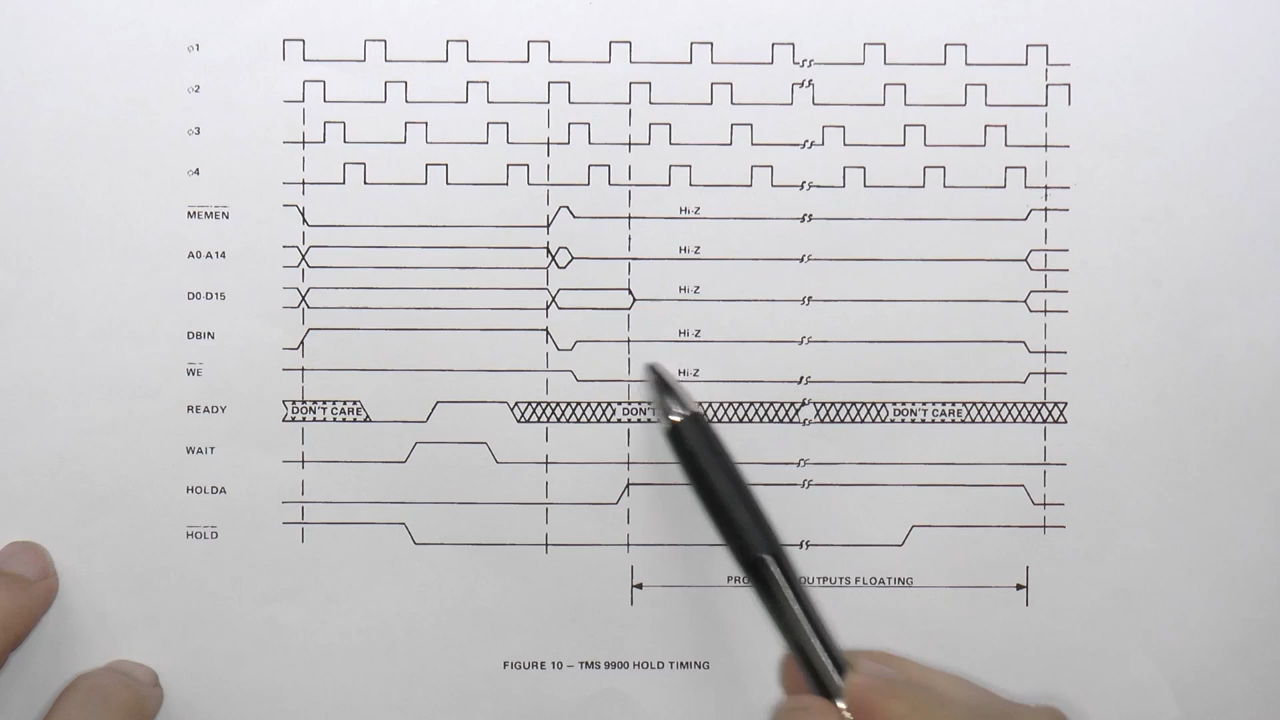 φ1
φ2
φ3
φ4
MEMEN Hi-Z
A0-A14 Hi-Z
D0-D15 Hi-Z
DBIN Hi-Z
WE Hi-Z
READY DON'T CARE DON'T DON'T CARE
WAIT
HOLDA
HOLD
OUTPUTS FLOATING
FIGURE 10 – TMS 9900 HOLD TIMING